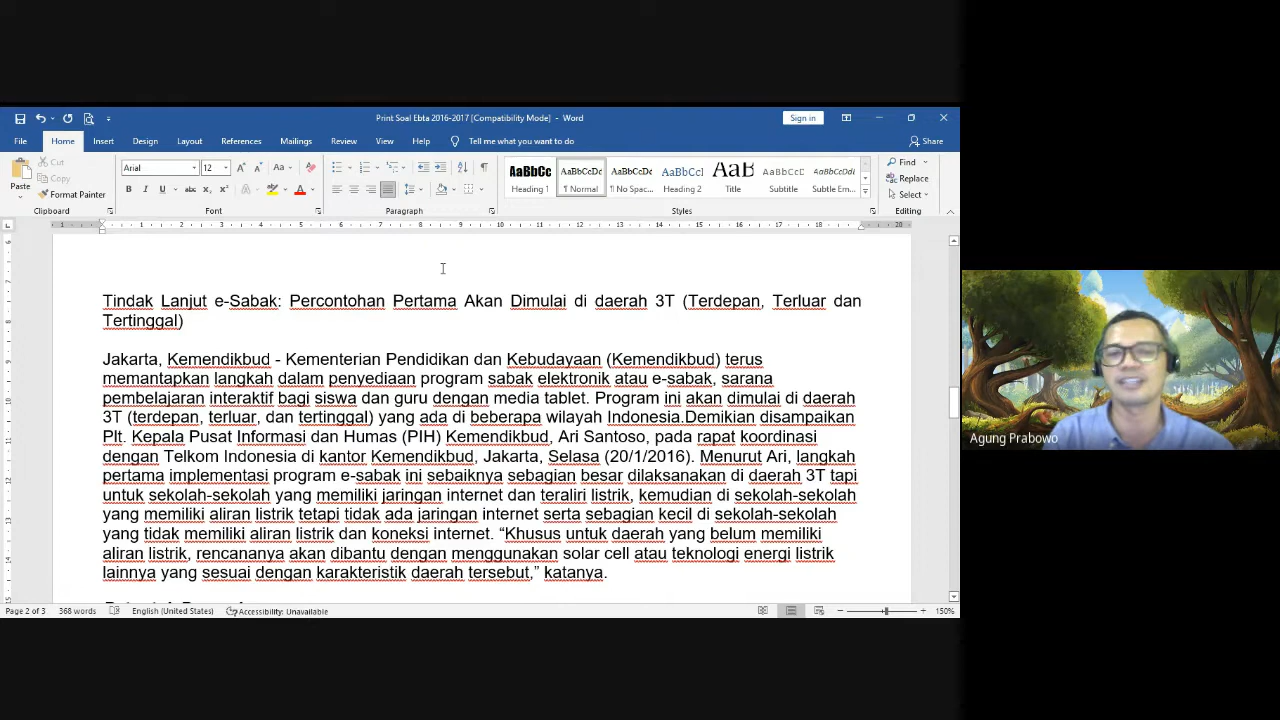 Print Soal Ebta 2016-2017 [Compatibility Mode] - Word
Sign in
File Home Insert Design Layout References Mailings Review View Help Tell me what you want to do
Share
Paste
Cut
Copy
Format Painter
Clipboard
Arial 12
Font
Paragraph
AaBbCc AaBbCcDc AaBbCcDc AaBbCc AaB AaBbCcD AaBbCcDc
Heading 1 ¶ Normal ¶ No Spac... Heading 2 Title Subtitle Subtle Em...
Styles
Find
Replace
Select
Editing
Tindak Lanjut e-Sabak: Percontohan Pertama Akan Dimulai di daerah 3T (Terdepan, Terluar dan
Tertinggal)
Jakarta, Kemendikbud - Kementerian Pendidikan dan Kebudayaan (Kemendikbud) terus
memantapkan langkah dalam penyediaan program sabak elektronik atau e-sabak, sarana
pembelajaran interaktif bagi siswa dan guru dengan media tablet. Program ini akan dimulai di daerah
3T (terdepan, terluar, dan tertinggal) yang ada di beberapa wilayah Indonesia.Demikian disampaikan
Plt. Kepala Pusat Informasi dan Humas (PIH) Kemendikbud, Ari Santoso, pada rapat koordinasi
dengan Telkom Indonesia di kantor Kemendikbud, Jakarta, Selasa (20/1/2016). Menurut Ari, langkah
pertama implementasi program e-sabak ini sebaiknya sebagian besar dilaksanakan di daerah 3T tapi
untuk sekolah-sekolah yang memiliki jaringan internet dan teraliri listrik, kemudian di sekolah-sekolah
yang memiliki aliran listrik tetapi tidak ada jaringan internet serta sebagian kecil di sekolah-sekolah
yang tidak memiliki aliran listrik dan koneksi internet. “Khusus untuk daerah yang belum memiliki
aliran listrik, rencananya akan dibantu dengan menggunakan solar cell atau teknologi energi listrik
lainnya yang sesuai dengan karakteristik daerah tersebut,” katanya.
Page 2 of 3 368 words English (United States) Accessibility: Unavailable
150%
Agung Prabowo